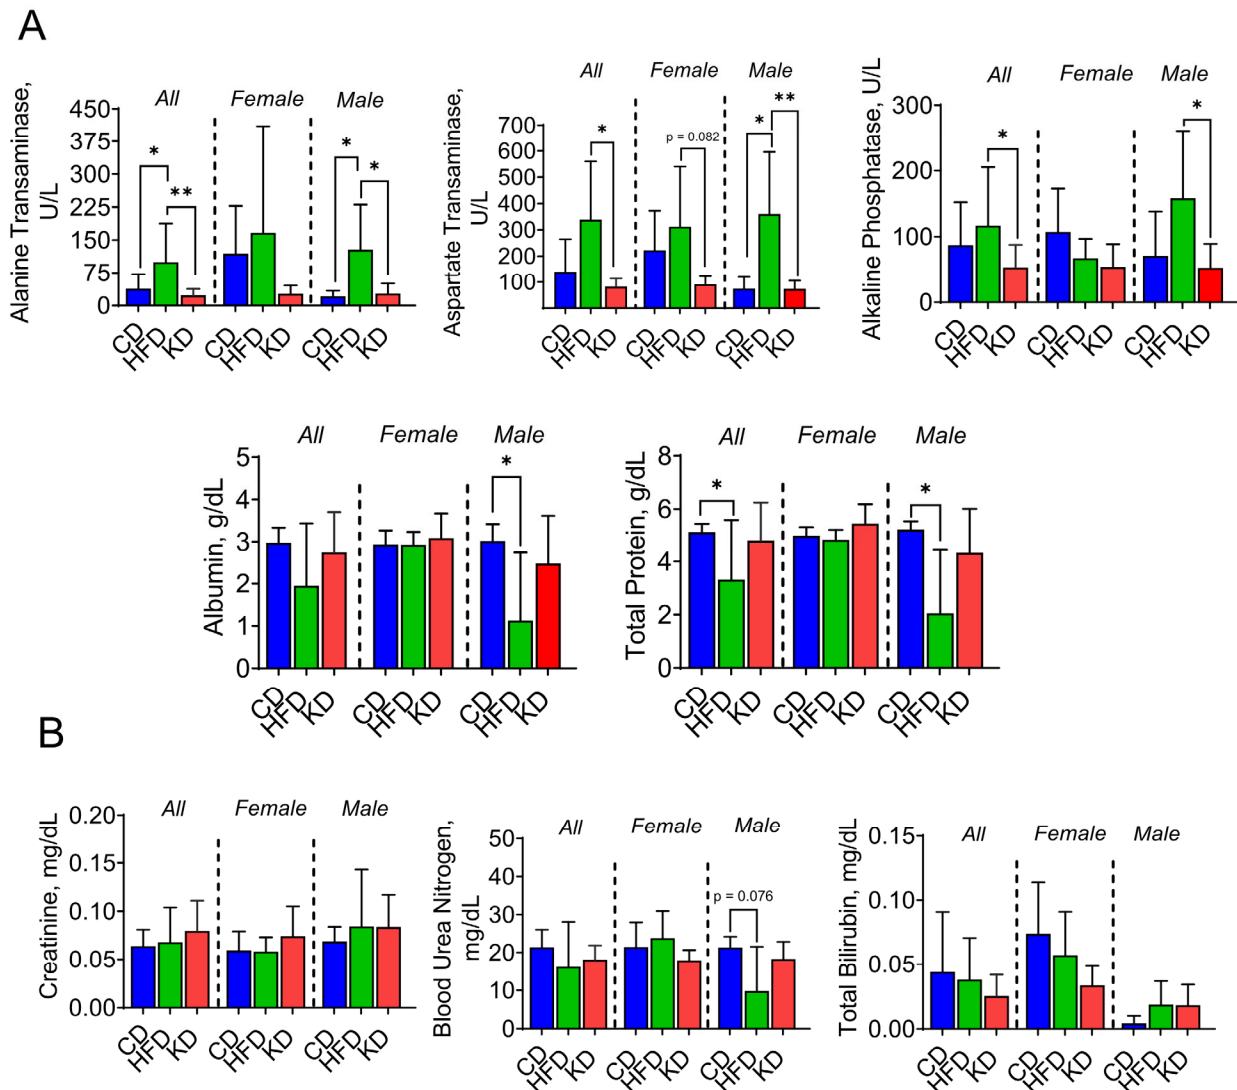 A
Alanine Transaminase,
U/L
All
Female
Male
450
375
300
225
150
75
0
*
**
*
*
CD
HFD
KD
CD
HFD
KD
CD
HFD
KD
Aspartate Transaminase,
U/L
All
Female
Male
700
600
500
400
300
200
100
*
p = 0.082
*
**
CD
HFD
KD
CD
HFD
KD
CD
HFD
KD
Alkaline Phosphatase, U/L
All
Female
Male
300
200
100
0
*
*
CD
HFD
KD
CD
HFD
KD
CD
HFD
KD
Albumin, g/dL
All
Female
Male
5
4
3
2
1
0
*
CD
HFD
KD
CD
HFD
KD
CD
HFD
KD
Total Protein, g/dL
All
Female
Male
8
6
4
2
0
*
*
CD
HFD
KD
CD
HFD
KD
CD
HFD
KD
B
Creatinine, mg/dL
All
Female
Male
0.20
0.15
0.10
0.05
0.00
CD
HFD
KD
CD
HFD
KD
CD
HFD
KD
Blood Urea Nitrogen,
mg/dL
All
Female
Male
50
40
30
20
10
0
p = 0.076
CD
HFD
KD
CD
HFD
KD
CD
HFD
KD
Total Bilirubin, mg/dL
All
Female
Male
0.15
0.10
0.05
0.00
CD
HFD
KD
CD
HFD
KD
CD
HFD
KD